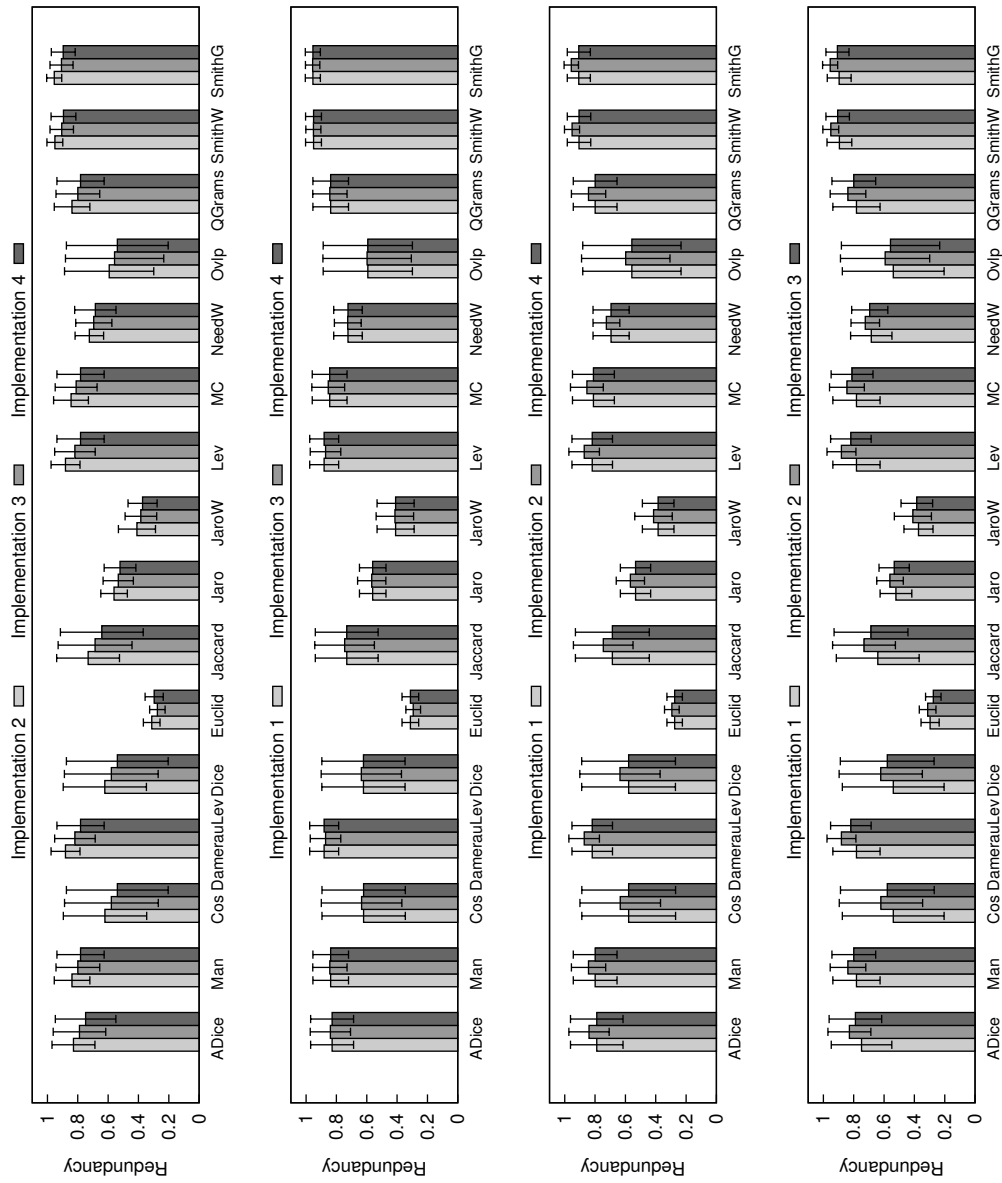 Implementation 2 Implementation 3 Implementation 4
Redundancy
1
0.8
0.6
0.4
0.2
0
ADice Man Cos DamerauLev Dice Euclid Jaccard Jaro JaroW Lev MC NeedW Ovlp QGrams SmithW SmithG
Implementation 1 Implementation 3 Implementation 4
Redundancy
1
0.8
0.6
0.4
0.2
0
ADice Man Cos DamerauLev Dice Euclid Jaccard Jaro JaroW Lev MC NeedW Ovlp QGrams SmithW SmithG
Implementation 1 Implementation 2 Implementation 4
Redundancy
1
0.8
0.6
0.4
0.2
0
ADice Man Cos DamerauLev Dice Euclid Jaccard Jaro JaroW Lev MC NeedW Ovlp QGrams SmithW SmithG
Implementation 1 Implementation 2 Implementation 3
Redundancy
1
0.8
0.6
0.4
0.2
0
ADice Man Cos DamerauLev Dice Euclid Jaccard Jaro JaroW Lev MC NeedW Ovlp QGrams SmithW SmithG